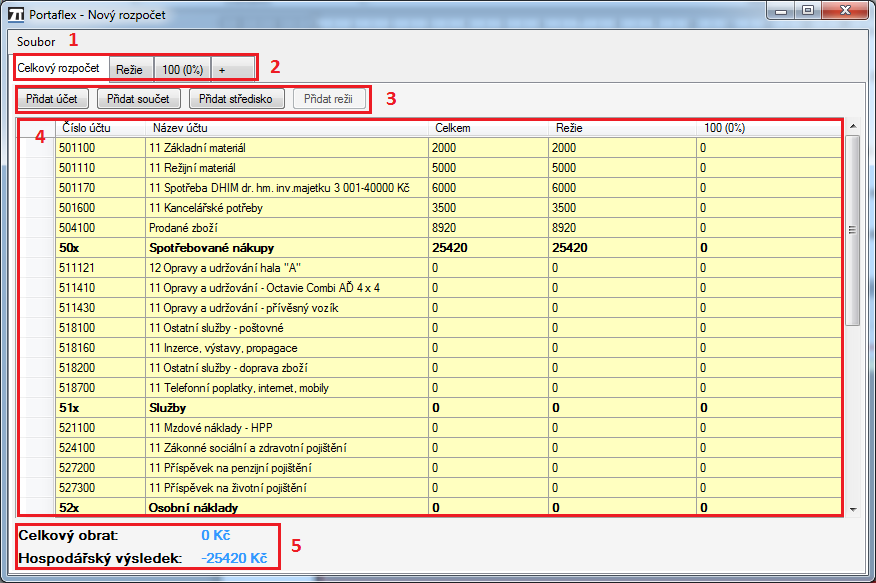 Portaflex - Nový rozpočet
Soubor 1
Celkový rozpočet Režie 100 (0%) + 2
Přidat účet Přidat součet Přidat středisko Přidat režii 3
4 Číslo účtu Název účtu Celkem Režie 100 (0%)
501100 11 Základní materiál 2000 2000 0
501110 11 Režijní materiál 5000 5000 0
501170 11 Spotřeba DHIM dr. hm. inv.majetku 3 001-40000 Kč 6000 6000 0
501600 11 Kancelářské potřeby 3500 3500 0
504100 Prodané zboží 8920 8920 0
50x Spotřebované nákupy 25420 25420 0
511121 12 Opravy a udržování hala "A" 0 0 0
511410 11 Opravy a udržování - Octavie Combi AĎ 4 x 4 0 0 0
511430 11 Opravy a udržování - přívěsný vozík 0 0 0
518100 11 Ostatní služby - poštovné 0 0 0
518160 11 Inzerce, výstavy, propagace 0 0 0
518200 11 Ostatní služby - doprava zboží 0 0 0
518700 11 Telefonní poplatky, internet, mobily 0 0 0
51x Služby 0 0 0
521100 11 Mzdové náklady - HPP 0 0 0
524100 11 Zákonné sociální a zdravotní pojištění 0 0 0
527200 11 Příspěvek na penzijní pojištění 0 0 0
527300 11 Příspěvek na životní pojištění 0 0 0
52x Osobní náklady 0 0 0
Celkový obrat: 0 Kč
Hospodářský výsledek: -25420 Kč 5